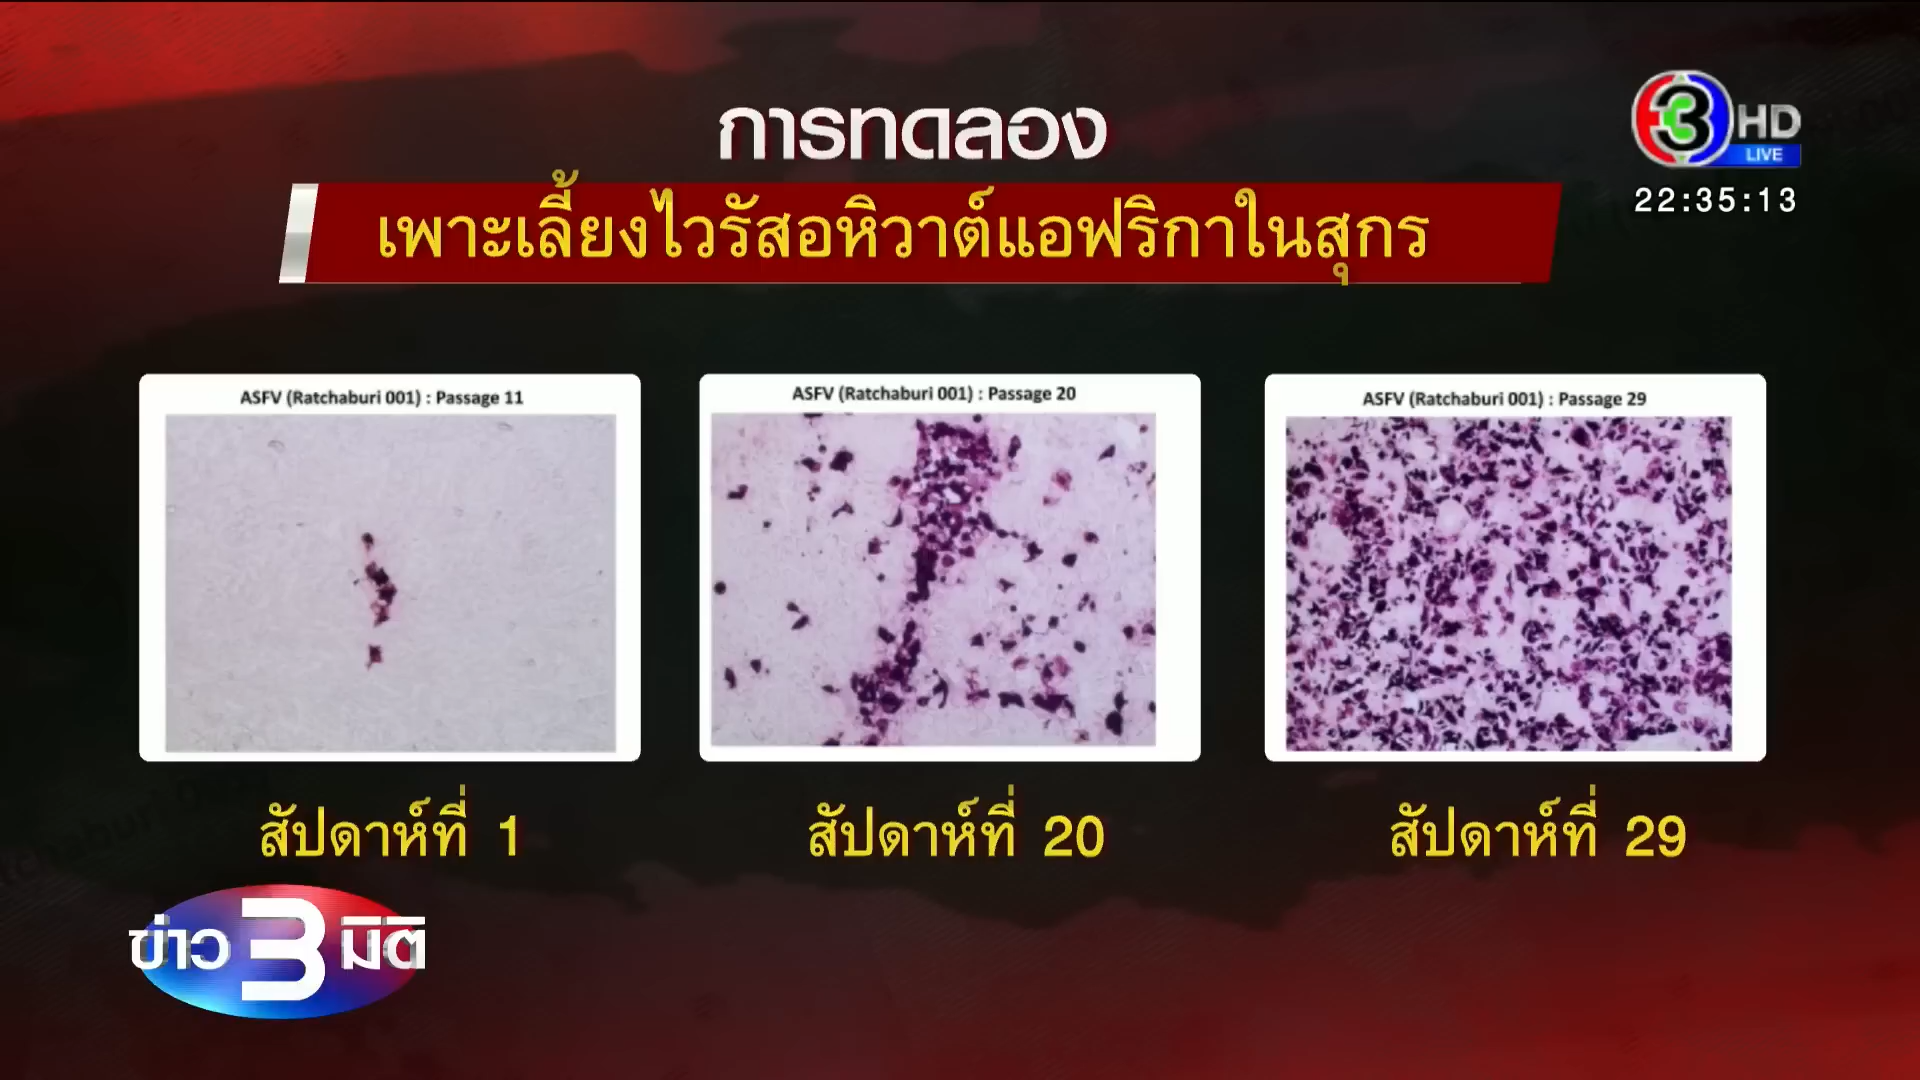 การทดลอง
3 HD
LIVE
22:35:13
เพาะเลี้ยงไวรัสอหิวาต์แอฟริกาในสุกร
ASFV (Ratchaburi 001) : Passage 11
ASFV (Ratchaburi 001) : Passage 20
ASFV (Ratchaburi 001) : Passage 29
สัปดาห์ที่ 1
สัปดาห์ที่ 20
สัปดาห์ที่ 29
ข่าว 3 มิติ